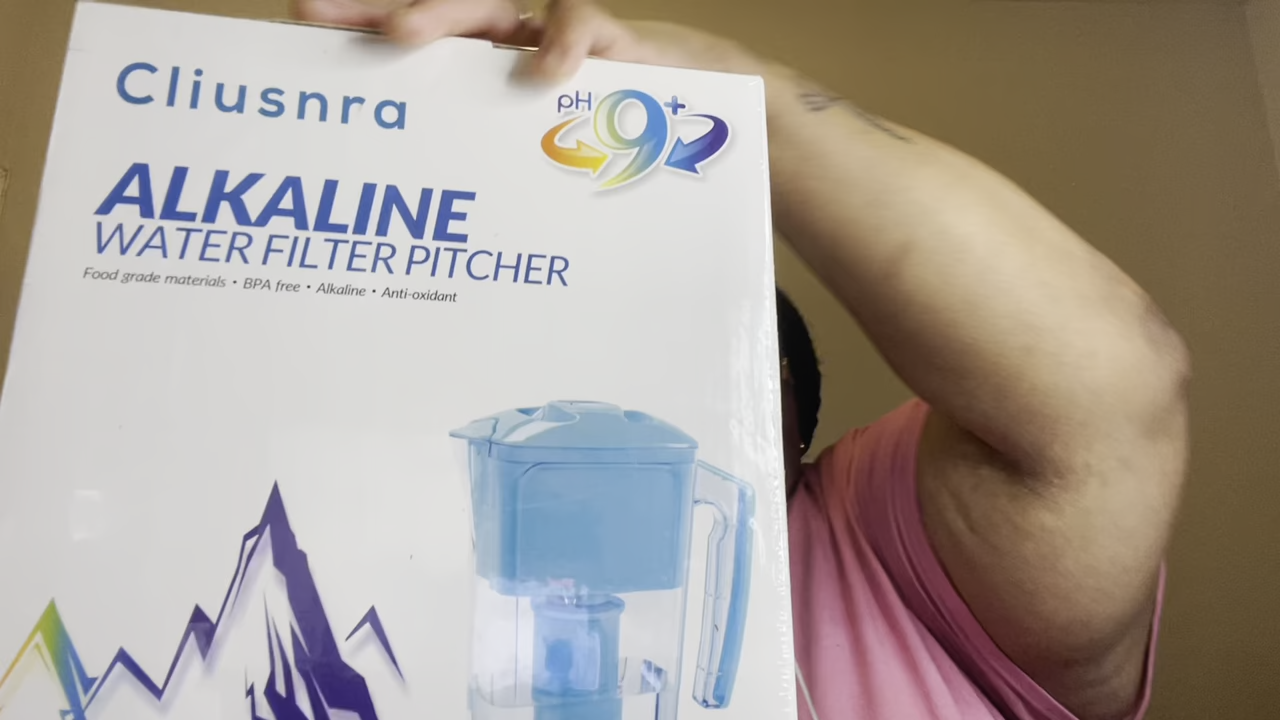 Cliusnra
pH 9+
ALKALINE
WATER FILTER PITCHER
Food grade materials • BPA free • Alkaline • Anti-oxidant